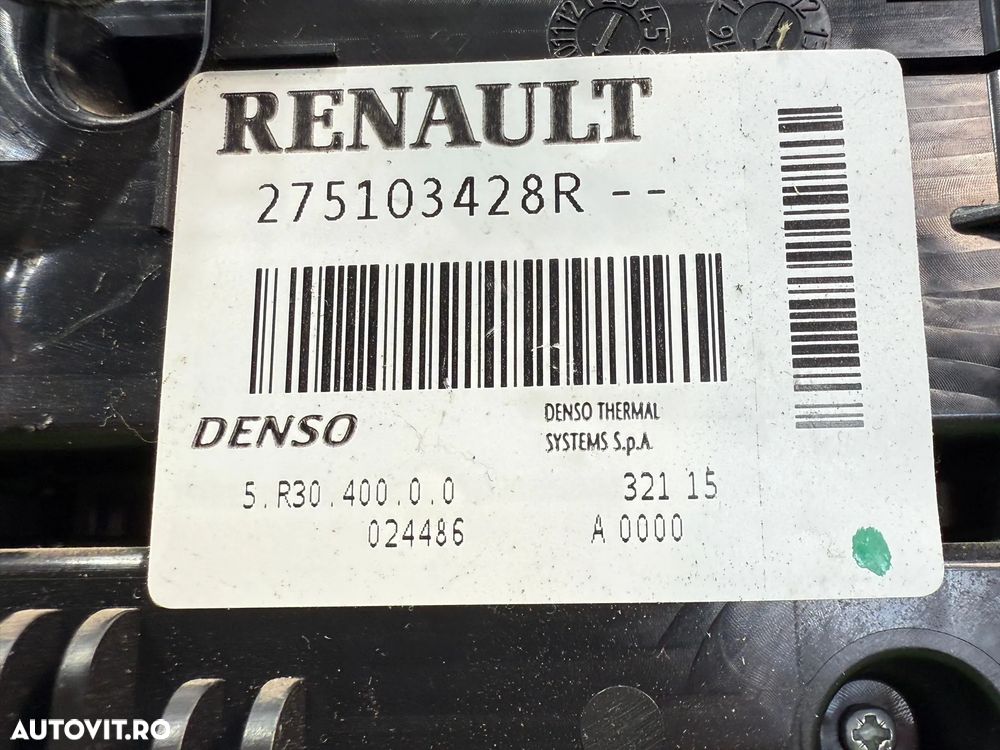 RENAULT
275103428R --
DENSO
DENSO THERMAL
SYSTEMS S.p.A.
5.R30.400.0.0
321 15
024486
A 0000
AUTOVIT.RO